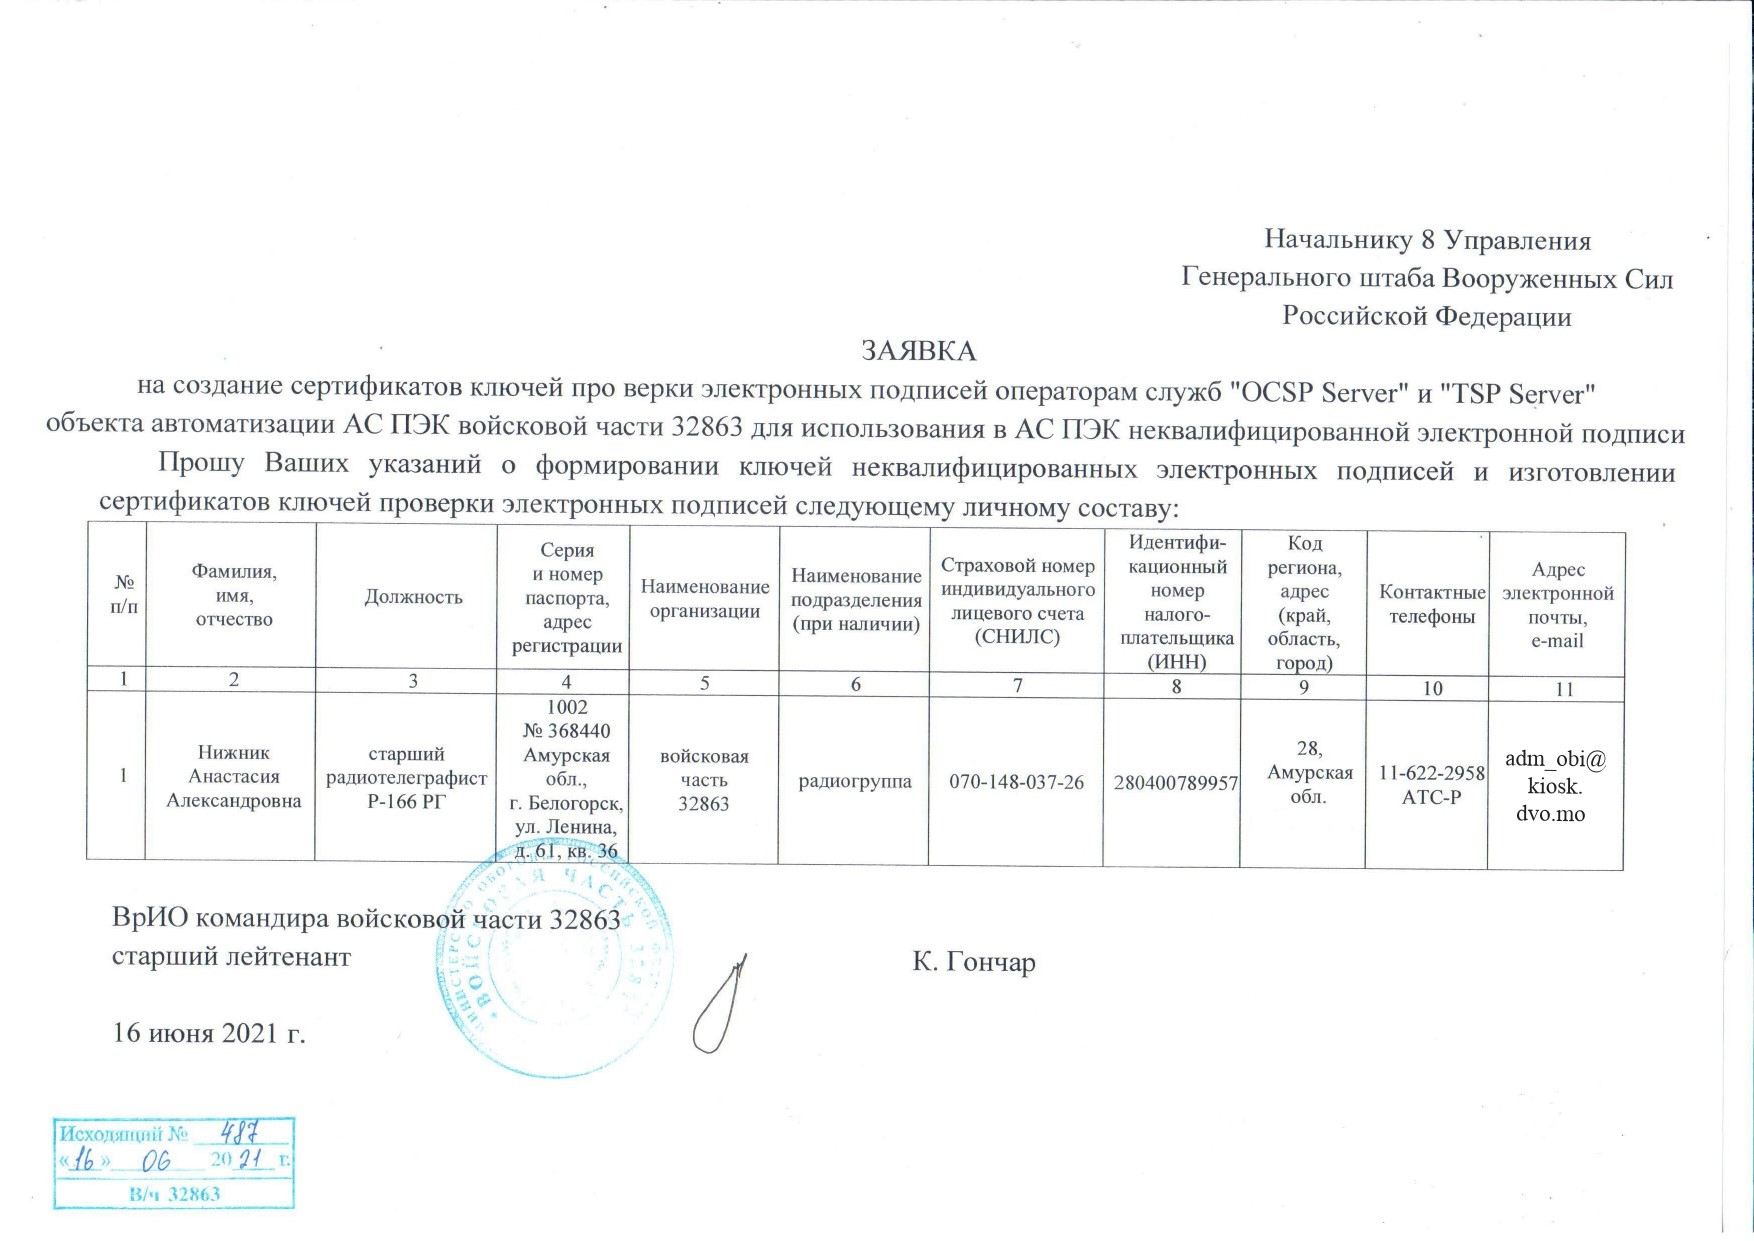 Начальнику 8 Управления
Генерального штаба Вооруженных Сил
Российской Федерации
ЗАЯВКА
на создание сертификатов ключей про верки электронных подписей операторам служб "OCSP Server" и "TSP Server"
объекта автоматизации АС ПЭК войсковой части 32863 для использования в АС ПЭК неквалифицированной электронной подписи
Прошу Ваших указаний о формировании ключей неквалифицированных электронных подписей и изготовлении
сертификатов ключей проверки электронных подписей следующему личному составу:
№
п/п
Фамилия,
имя,
отчество
Должность
Серия
и номер
паспорта,
адрес
регистрации
Наименование
организации
Наименование
подразделения
(при наличии)
Страховой номер
индивидуального
лицевого счета
(СНИЛС)
Идентифи-
кационный
номер
налого-
плательщика
(ИНН)
Код
региона,
адрес
(край,
область,
город)
Контактные
телефоны
Адрес
электронной
почты,
e-mail
1 2 3 4 5 6 7 8 9 10 11
1
Нижник
Анастасия
Александровна
старший
радиотелеграфист
Р-166 РГ
1002
№ 368440
Амурская
обл.,
г. Белогорск,
ул. Ленина,
д. 61, кв. 36
войсковая
часть
32863
радиогруппа
070-148-037-26
280400789957
28,
Амурская
обл.
11-622-2958
АТС-Р
adm_obi@
kiosk.
dvo.mo
ВрИО командира войсковой части 32863
старший лейтенант
К. Гончар
16 июня 2021 г.
ВОЙСКОВАЯ ЧАСТЬ
Исходящий № 487
«16» 06 2021 г.
В/ч 32863